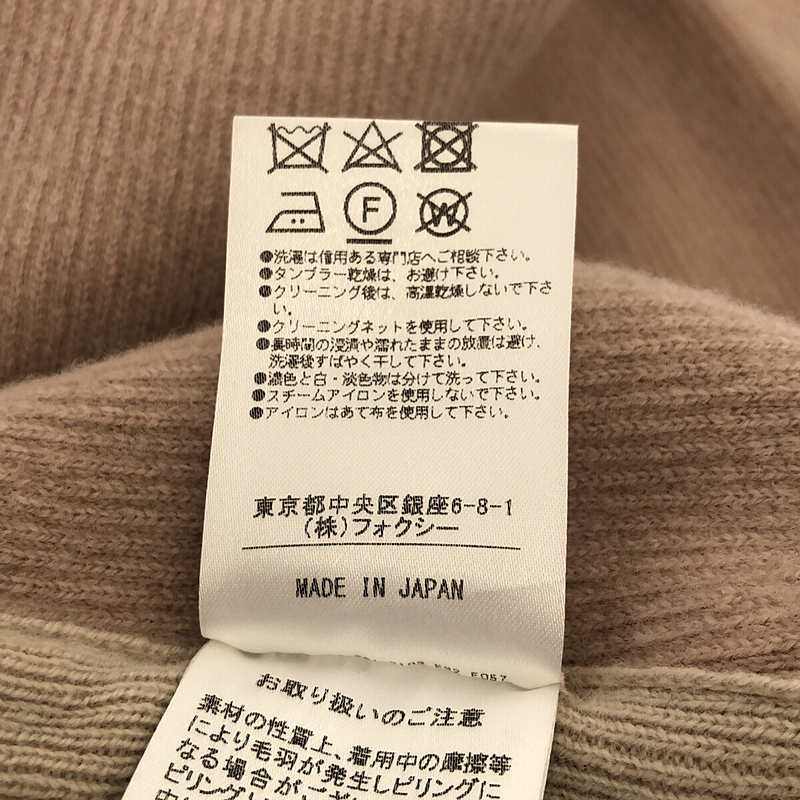 F
W
●洗濯は信用ある専門店へご相談下さい。
●タンブラー乾燥は、お避け下さい。
●クリーニング後は、高温乾燥しないで下さ
い。
●クリーニングネットを使用して下さい。
●長時間の浸漬や濡れたままの放置は避け、
洗濯後すばやく干して下さい。
●濃色と白・淡色物は分けて洗って下さい。
●スチームアイロンを使用しないで下さい。
●アイロンはあて布を使用して下さい。
東京都中央区銀座6-8-1
(株)フォクシー
MADE IN JAPAN
お取り扱いのご注意
素材の性質上、着用中の摩擦等
により毛羽が発生しピリングに
なる場合がござ
ピリング